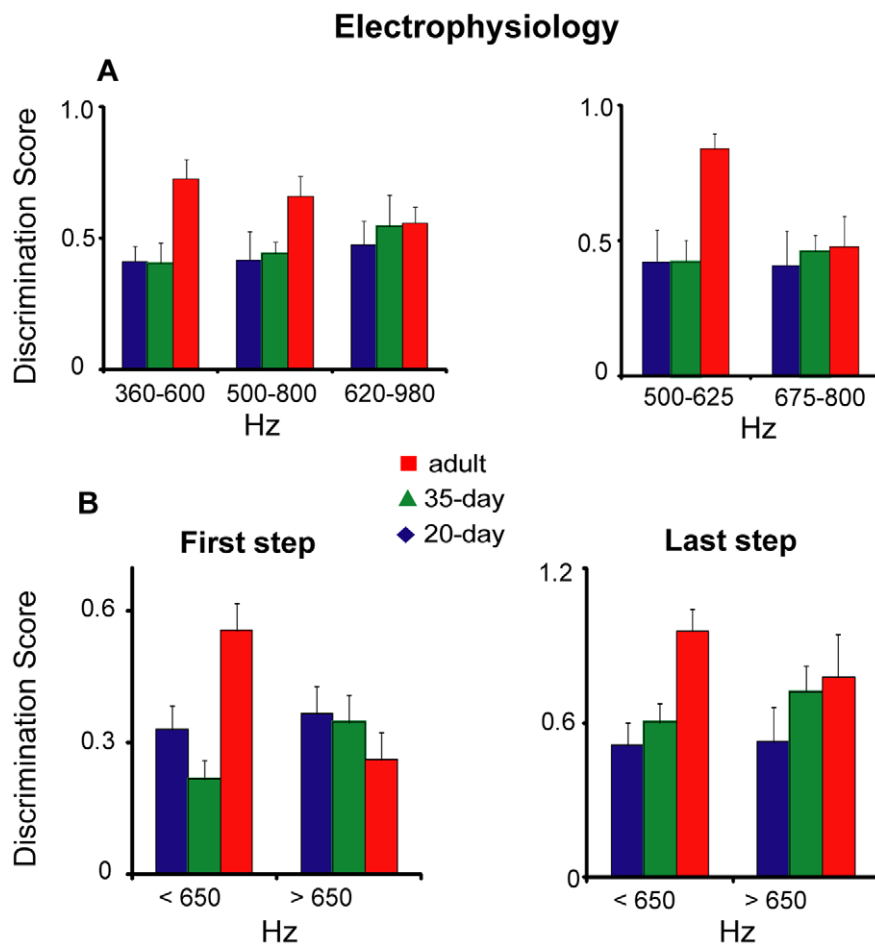 Electrophysiology
A
Discrimination Score
1.0
0.5
0
360-600 500-800 620-980
Hz
1.0
0.5
0
500-625 675-800
Hz
adult
35-day
20-day
B
First step
Discrimination Score
0.6
0.3
0
< 650 > 650
Hz
Last step
1.2
0.6
0
< 650 > 650
Hz